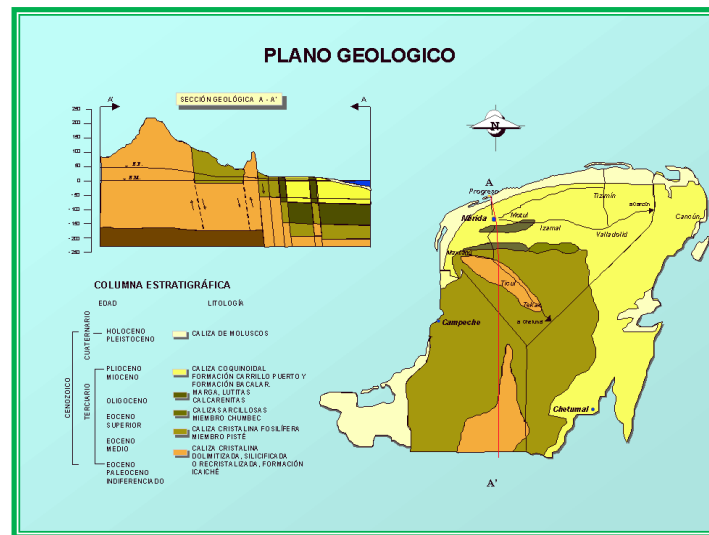 PLANO GEOLOGICO
A'
SECCIÓN GEOLÓGICA A - A'
A
250
200
150
100
50
0
-50
-100
-150
-200
-250
N
A
Progreso
Mérida
Motul
Tizimín
Izamal
Valladolid
Cancún
Ticul
Campeche
Chetumal
A'
COLUMNA ESTRATIGRÁFICA
EDAD
LITOLOGÍA
CENOZOICO
CUATERNARIO
HOLOCENO
PLEISTOCENO
CALIZA DE MOLUSCOS
TERCIARIO
PLIOCENO
MIOCENO
CALIZA COQUINOIDAL
FORMACIÓN CARRILLO PUERTO Y
FORMACIÓN BACALAR.
OLIGOCENO
MARGA, LUTITAS
CALCARENITAS
EOCENO
SUPERIOR
CALIZAS ARCILLOSAS
MIEMBRO CHUMBEC
EOCENO
MEDIO
CALIZA CRISTALINA FOSILÍFERA
MIEMBRO PISTÉ
EOCENO
PALEOCENO
INDIFERENCIADO
CALIZA CRISTALINA
DOLIMITIZADA, SILICIFICADA
O RECRISTALIZADA, FORMACIÓN
ICAICHÉ